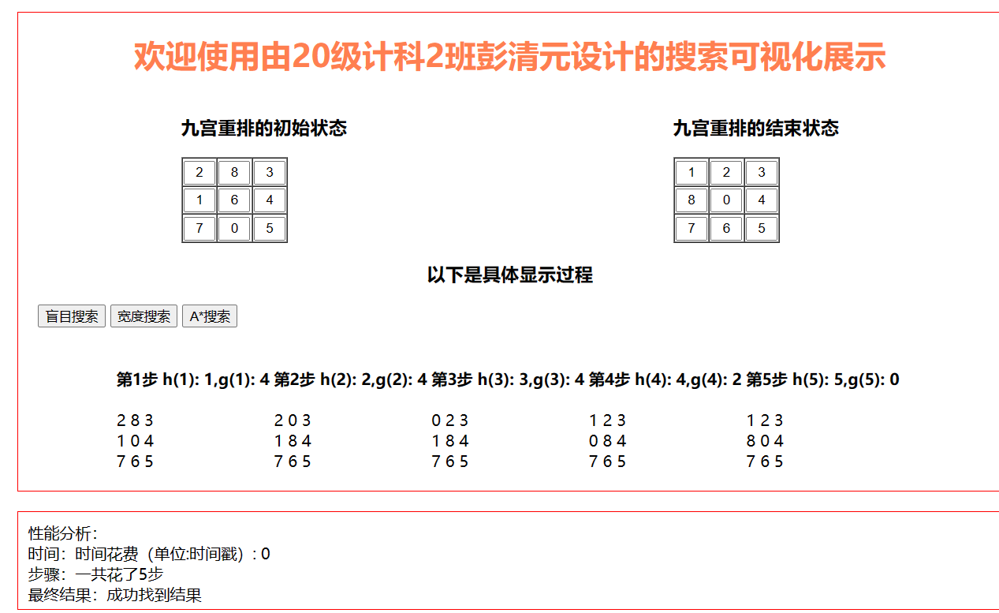 欢迎使用由20级计科2班彭清元设计的搜索可视化展示
九宫重排的初始状态 九宫重排的结束状态
2 8 3 1 2 3
1 6 4 8 0 4
7 0 5 7 6 5
以下是具体显示过程
盲目搜索 宽度搜索 A*搜索
第1步 h(1): 1,g(1): 4 第2步 h(2): 2,g(2): 4 第3步 h(3): 3,g(3): 4 第4步 h(4): 4,g(4): 2 第5步 h(5): 5,g(5): 0
2 8 3 2 0 3 0 2 3 1 2 3 1 2 3
1 0 4 1 8 4 1 8 4 0 8 4 8 0 4
7 6 5 7 6 5 7 6 5 7 6 5 7 6 5
性能分析：
时间：时间花费（单位:时间戳）: 0
步骤：一共花了5步
最终结果：成功找到结果